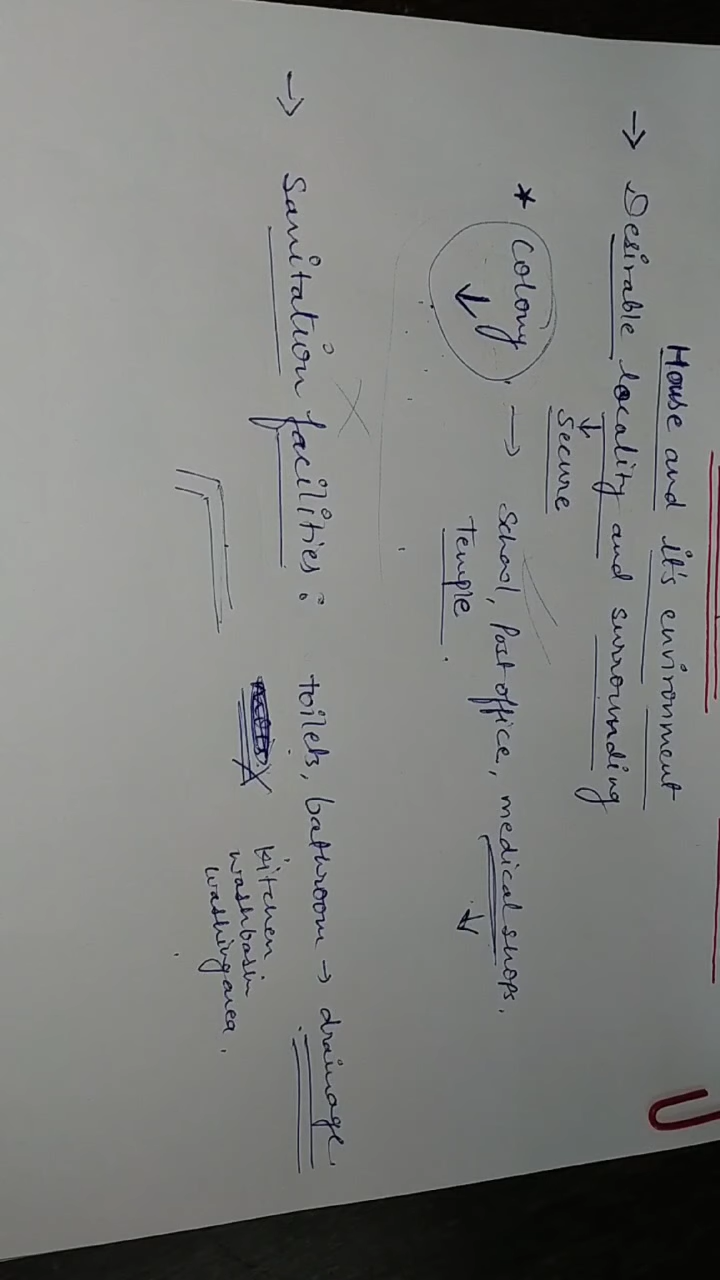 House and it's environment
→ Desirable locality and surrounding
↓
Secure
* Colony → School, Post office, medical shops.
↓ Temple. ↓
→ Sanitation facilities: toilets, bathroom → drainage.
kitchen
washbasin
washing area.